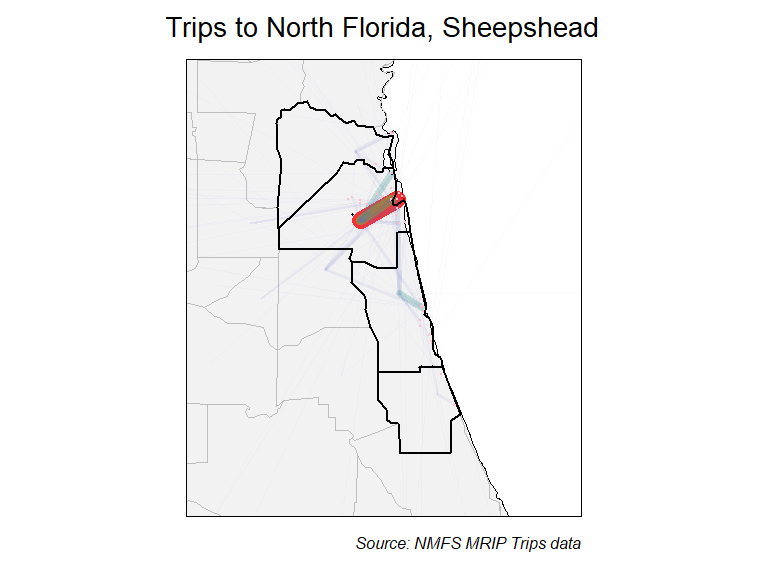 Trips to North Florida, Sheepshead
Source: NMFS MRIP Trips data